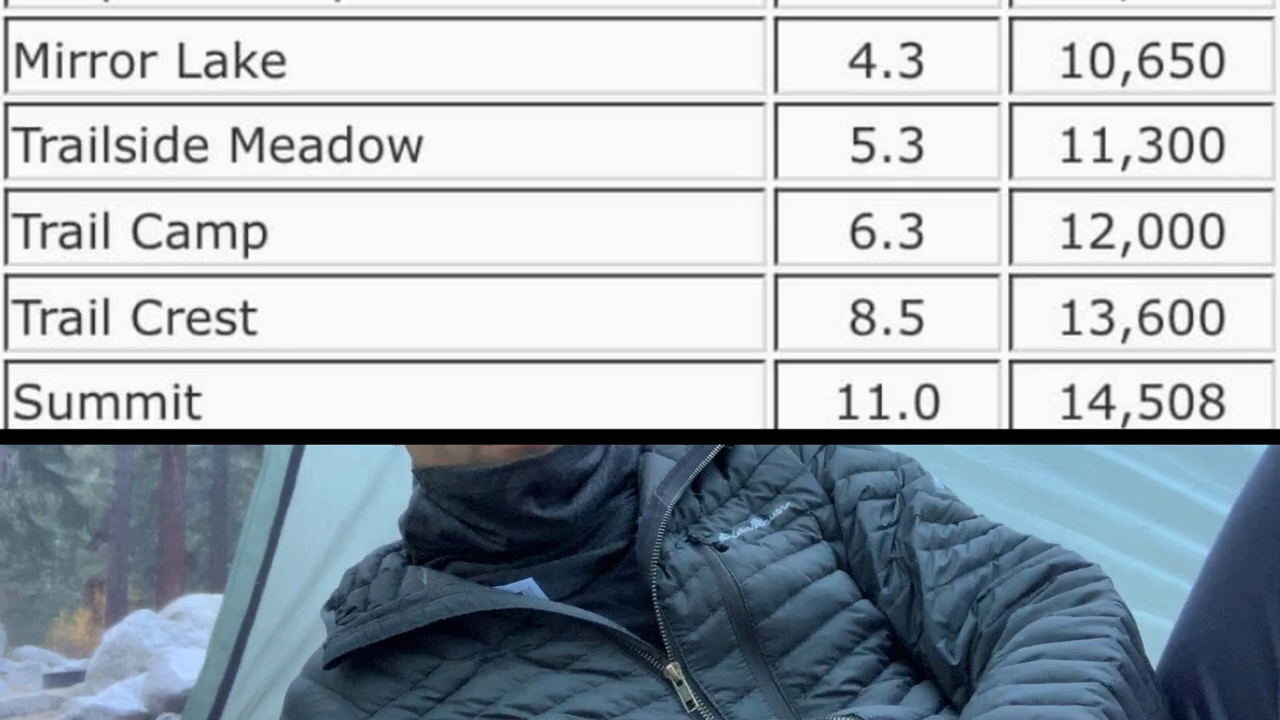 Mirror Lake 4.3 10,650
Trailside Meadow 5.3 11,300
Trail Camp 6.3 12,000
Trail Crest 8.5 13,600
Summit 11.0 14,508